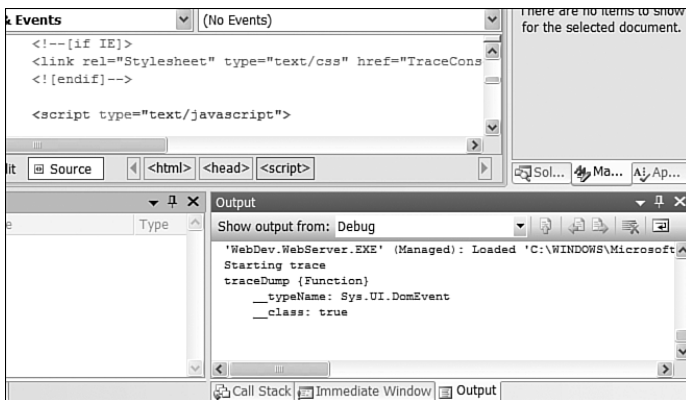 & Events
(No Events)
There are no items to show
for the selected document.
<!--[if IE]>
<link rel="Stylesheet" type="text/css" href="TraceCons
<![endif]-->
<script type="text/javascript">
Source
<html> <head> <script>
Sol... Ma... Ap...
Type
Output
Show output from: Debug
'WebDev.WebServer.EXE' (Managed): Loaded 'C:\WINDOWS\Microsoft
Starting trace
traceDump {Function}
__typeName: Sys.UI.DomEvent
__class: true
Call Stack Immediate Window Output